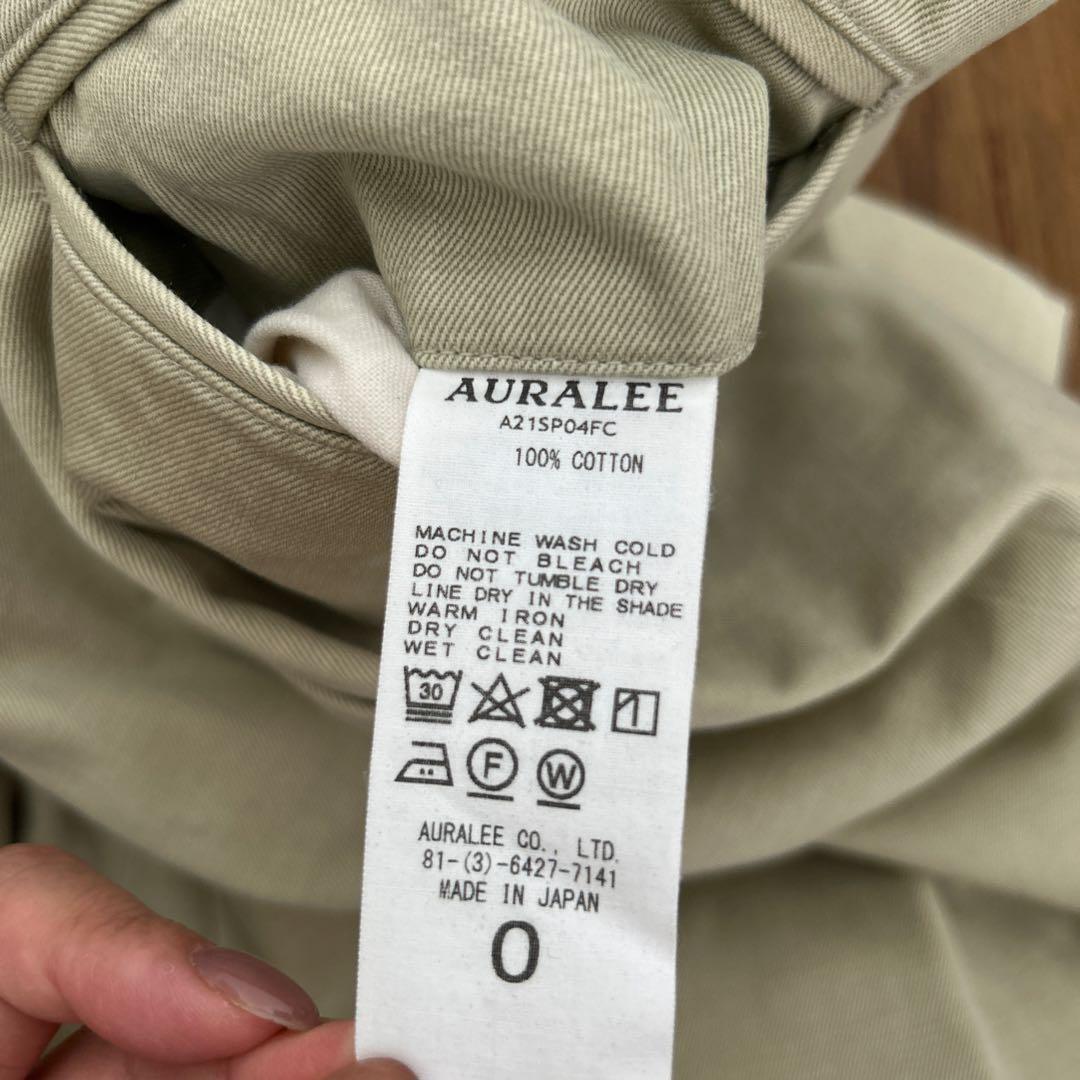 AURALEE
A21SP04FC
100% COTTON
MACHINE WASH COLD
DO NOT BLEACH
DO NOT TUMBLE DRY
LINE DRY IN THE SHADE
WARM IRON
DRY CLEAN
WET CLEAN
30
F W
AURALEE CO., LTD.
81-(3)-6427-7141
MADE IN JAPAN
0